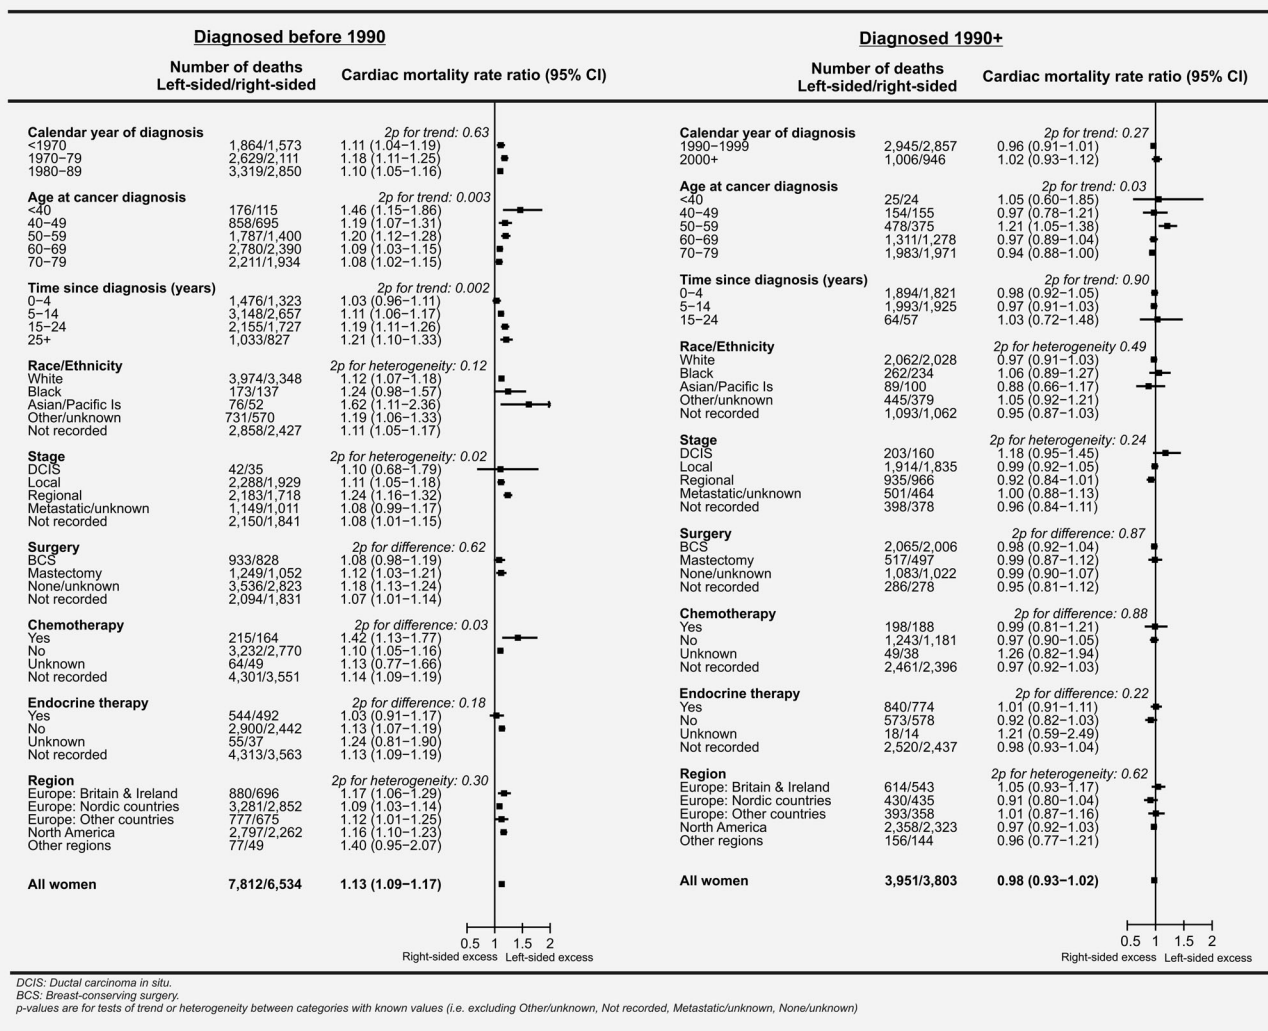 Diagnosed before 1990
Number of deaths
Left-sided/right-sided
Cardiac mortality rate ratio (95% CI)
Calendar year of diagnosis 2p for trend: 0.63
<1970 1,864/1,573 1.11 (1.04−1.19)
1970−79 2,629/2,111 1.18 (1.11−1.25)
1980−89 3,319/2,850 1.10 (1.05−1.16)
Age at cancer diagnosis 2p for trend: 0.003
<40 176/115 1.46 (1.15−1.86)
40−49 858/695 1.19 (1.07−1.31)
50−59 1,787/1,400 1.20 (1.12−1.28)
60−69 2,780/2,390 1.09 (1.03−1.15)
70−79 2,211/1,934 1.08 (1.02−1.15)
Time since diagnosis (years) 2p for trend: 0.002
0−4 1,476/1,323 1.03 (0.96−1.11)
5−14 3,148/2,657 1.11 (1.06−1.17)
15−24 2,155/1,727 1.19 (1.11−1.26)
25+ 1,033/827 1.21 (1.10−1.33)
Race/Ethnicity 2p for heterogeneity: 0.12
White 3,974/3,348 1.12 (1.07−1.18)
Black 173/137 1.24 (0.98−1.57)
Asian/Pacific Is 76/52 1.62 (1.11−2.36)
Other/unknown 731/570 1.19 (1.06−1.33)
Not recorded 2,858/2,427 1.11 (1.05−1.17)
Stage 2p for heterogeneity: 0.02
DCIS 42/35 1.10 (0.68−1.79)
Local 2,288/1,929 1.11 (1.05−1.18)
Regional 2,183/1,718 1.24 (1.16−1.32)
Metastatic/unknown 1,149/1,011 1.08 (0.99−1.17)
Not recorded 2,150/1,841 1.08 (1.01−1.15)
Surgery 2p for difference: 0.62
BCS 933/828 1.08 (0.98−1.19)
Mastectomy 1,249/1,052 1.12 (1.03−1.21)
None/unknown 3,536/2,823 1.18 (1.13−1.24)
Not recorded 2,094/1,831 1.07 (1.01−1.14)
Chemotherapy 2p for difference: 0.03
Yes 215/164 1.42 (1.13−1.77)
No 3,232/2,770 1.10 (1.05−1.16)
Unknown 64/49 1.13 (0.77−1.66)
Not recorded 4,301/3,551 1.14 (1.09−1.19)
Endocrine therapy 2p for difference: 0.18
Yes 544/492 1.03 (0.91−1.17)
No 2,900/2,442 1.13 (1.07−1.19)
Unknown 55/37 1.24 (0.81−1.90)
Not recorded 4,313/3,563 1.13 (1.09−1.19)
Region 2p for heterogeneity: 0.30
Europe: Britain & Ireland 880/696 1.17 (1.06−1.29)
Europe: Nordic countries 3,281/2,852 1.09 (1.03−1.14)
Europe: Other countries 777/675 1.12 (1.01−1.25)
North America 2,797/2,262 1.16 (1.10−1.23)
Other regions 77/49 1.40 (0.95−2.07)
All women 7,812/6,534 1.13 (1.09−1.17)
0.5 1 1.5 2
Right-sided excess Left-sided excess
Diagnosed 1990+
Number of deaths
Left-sided/right-sided
Cardiac mortality rate ratio (95% CI)
Calendar year of diagnosis 2p for trend: 0.27
1990−1999 2,945/2,857 0.96 (0.91−1.01)
2000+ 1,006/946 1.02 (0.93−1.12)
Age at cancer diagnosis 2p for trend: 0.03
<40 25/24 1.05 (0.60−1.85)
40−49 154/155 0.97 (0.78−1.21)
50−59 478/375 1.21 (1.05−1.38)
60−69 1,311/1,278 0.97 (0.89−1.04)
70−79 1,983/1,971 0.94 (0.88−1.00)
Time since diagnosis (years) 2p for trend: 0.90
0−4 1,894/1,821 0.98 (0.92−1.05)
5−14 1,993/1,925 0.97 (0.91−1.03)
15−24 64/57 1.03 (0.72−1.48)
Race/Ethnicity 2p for heterogeneity 0.49
White 2,062/2,028 0.97 (0.91−1.03)
Black 262/234 1.06 (0.89−1.27)
Asian/Pacific Is 89/100 0.88 (0.66−1.17)
Other/unknown 445/379 1.05 (0.92−1.21)
Not recorded 1,093/1,062 0.95 (0.87−1.03)
Stage 2p for heterogeneity: 0.24
DCIS 203/160 1.18 (0.95−1.45)
Local 1,914/1,835 0.99 (0.92−1.05)
Regional 935/966 0.92 (0.84−1.01)
Metastatic/unknown 501/464 1.00 (0.88−1.13)
Not recorded 398/378 0.96 (0.84−1.11)
Surgery 2p for difference: 0.87
BCS 2,065/2,006 0.98 (0.92−1.04)
Mastectomy 517/497 0.99 (0.87−1.12)
None/unknown 1,083/1,022 0.99 (0.90−1.07)
Not recorded 286/278 0.95 (0.81−1.12)
Chemotherapy 2p for difference: 0.88
Yes 198/188 0.99 (0.81−1.21)
No 1,243/1,181 0.97 (0.90−1.05)
Unknown 49/38 1.26 (0.82−1.94)
Not recorded 2,461/2,396 0.97 (0.92−1.03)
Endocrine therapy 2p for difference: 0.22
Yes 840/774 1.01 (0.91−1.11)
No 573/578 0.92 (0.82−1.03)
Unknown 18/14 1.21 (0.59−2.49)
Not recorded 2,520/2,437 0.98 (0.93−1.04)
Region 2p for heterogeneity: 0.62
Europe: Britain & Ireland 614/543 1.05 (0.93−1.17)
Europe: Nordic countries 430/435 0.91 (0.80−1.04)
Europe: Other countries 393/358 1.01 (0.87−1.16)
North America 2,358/2,323 0.97 (0.92−1.03)
Other regions 156/144 0.96 (0.77−1.21)
All women 3,951/3,803 0.98 (0.93−1.02)
0.5 1 1.5 2
Right-sided excess Left-sided excess
DCIS: Ductal carcinoma in situ.
BCS: Breast-conserving surgery.
p-values are for tests of trend or heterogeneity between categories with known values (i.e. excluding Other/unknown, Not recorded, Metastatic/unknown, None/unknown)